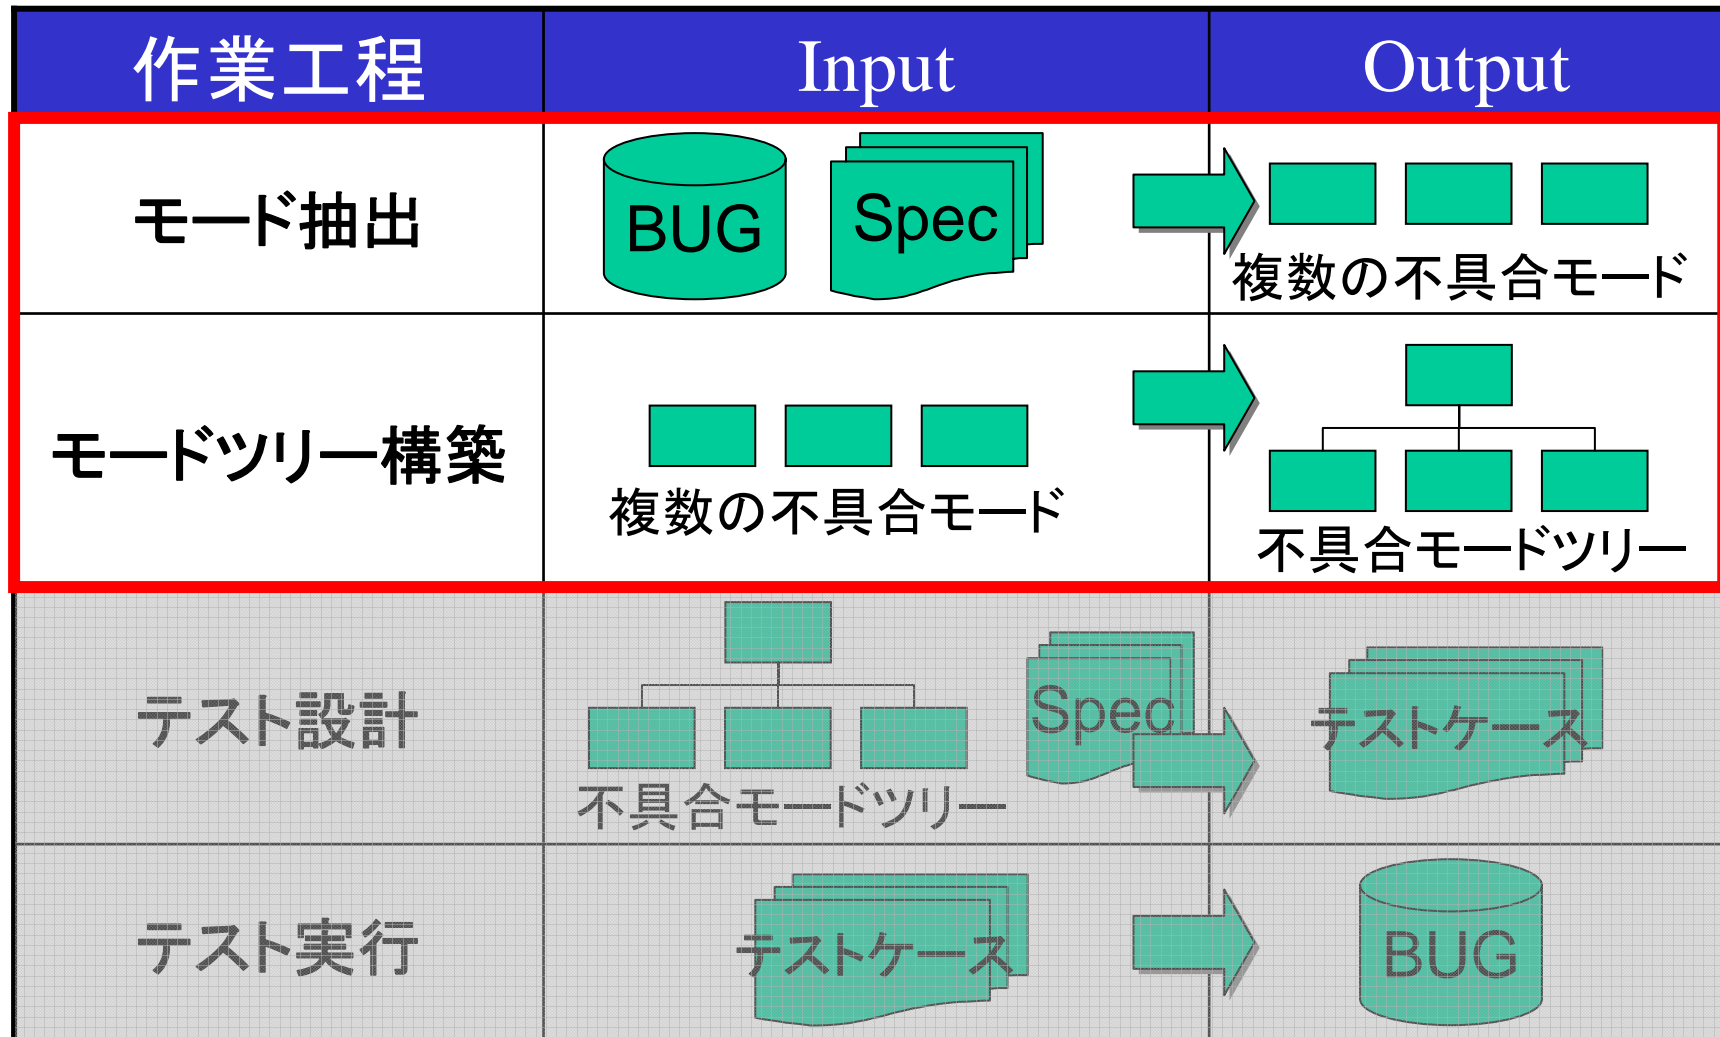 作業工程 Input Output
モード抽出 BUG Spec
複数の不具合モード
モードツリー構築
複数の不具合モード
不具合モードツリー
テスト設計 Spec テストケース
不具合モードツリー
テスト実行 テストケース BUG